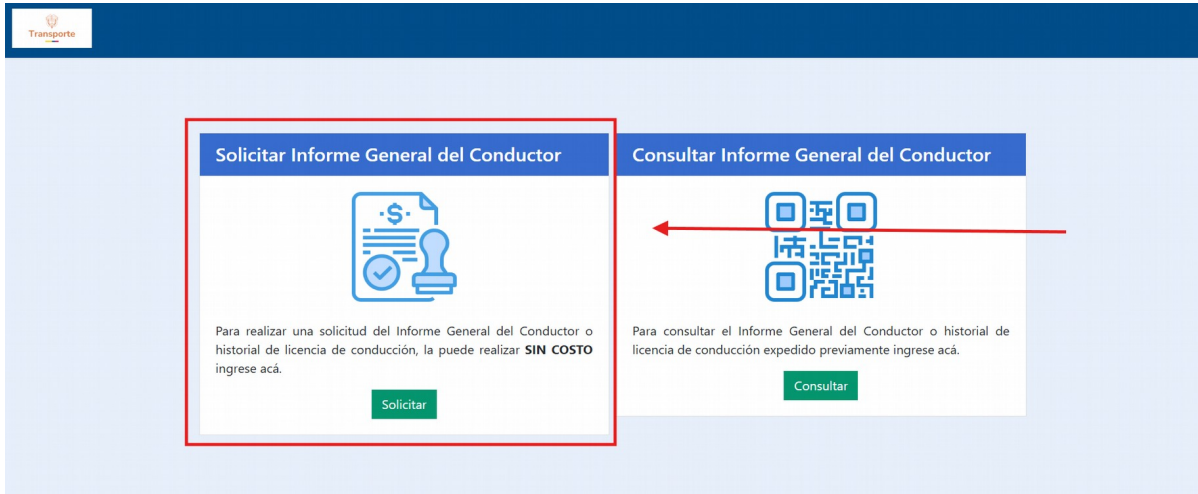 Transporte
Solicitar Informe General del Conductor
$
Para realizar una solicitud del Informe General del Conductor o
historial de licencia de conducción, la puede realizar SIN COSTO
ingrese acá.
Solicitar
Consultar Informe General del Conductor
Para consultar el Informe General del Conductor o historial de
licencia de conducción expedido previamente ingrese acá.
Consultar